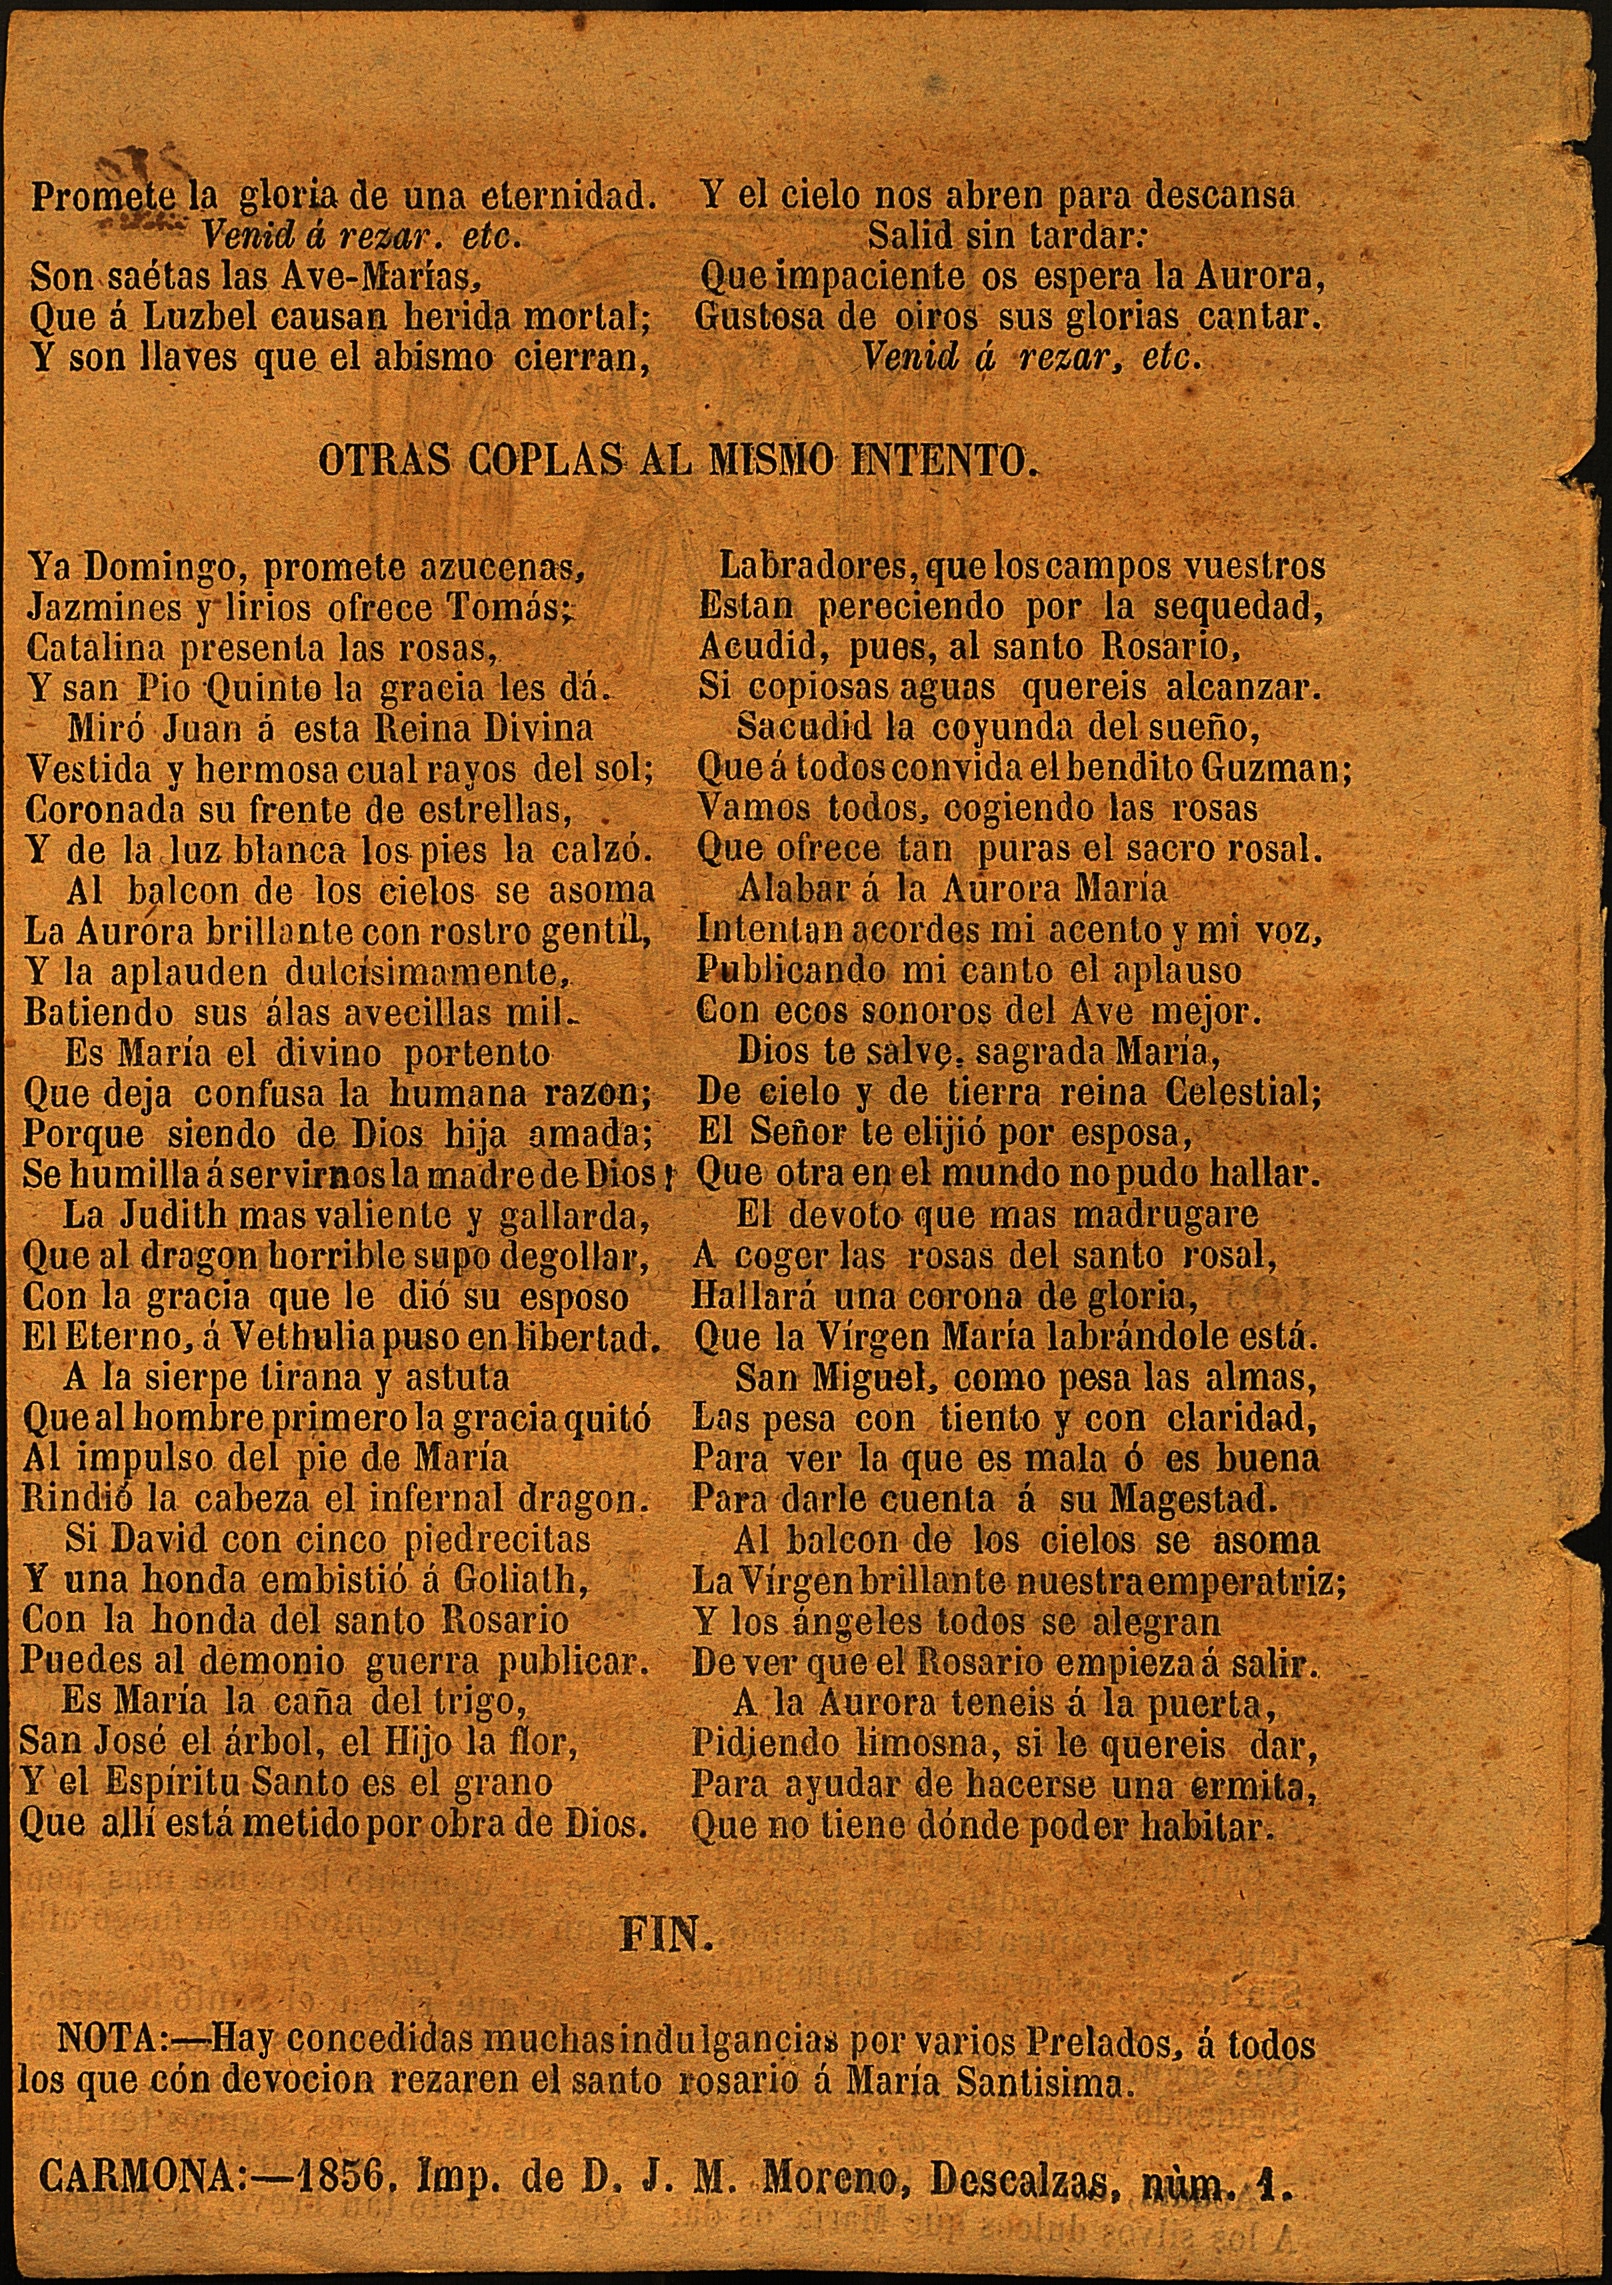 Promete la gloria de una eternidad.
Venid á rezar. etc.
Son saétas las Ave-Marías,
Que á Luzbel causan herida mortal;
Y son llaves que el abismo cierran,
Y el cielo nos abren para descansa
Salid sin tardar:
Que impaciente os espera la Aurora,
Gustosa de oiros sus glorias cantar.
Venid á rezar, etc.
OTRAS COPLAS AL MISMO INTENTO.
Ya Domingo, promete azucenas,
Jazmines y lirios ofrece Tomás;
Catalina presenta las rosas,
Y san Pio Quinto la gracia les dá.
Miró Juan á esta Reina Divina
Vestida y hermosa cual rayos del sol;
Coronada su frente de estrellas,
Y de la luz blanca los pies la calzó.
Al balcon de los cielos se asoma
La Aurora brillante con rostro gentil,
Y la aplauden dulcísimamente,
Batiendo sus álas avecillas mil.
Es María el divino portento
Que deja confusa la humana razon;
Porque siendo de Dios hija amada;
Se humilla á servirnos la madre de Dios;
La Judith mas valiente y gallarda,
Que al dragon horrible supo degollar,
Con la gracia que le dió su esposo
El Eterno, á Vethulia puso en libertad.
A la sierpe tirana y astuta
Que al hombre primero la gracia quitó
Al impulso del pie de María
Rindió la cabeza el infernal dragon.
Si David con cinco piedrecitas
Y una honda embistió á Goliath,
Con la honda del santo Rosario
Puedes al demonio guerra publicar.
Es María la caña del trigo,
San José el árbol, el Hijo la flor,
Y el Espíritu Santo es el grano
Que allí está metido por obra de Dios.
Labradores, que los campos vuestros
Estan pereciendo por la sequedad,
Acudid, pues, al santo Rosario,
Si copiosas aguas quereis alcanzar.
Sacudid la coyunda del sueño,
Que á todos convida el bendito Guzman;
Vamos todos, cogiendo las rosas
Que ofrece tan puras el sacro rosal.
Alabar á la Aurora María
Intentan acordes mi acento y mi voz,
Publicando mi canto el aplauso
Con ecos sonoros del Ave mejor.
Dios te salve, sagrada María,
De cielo y de tierra reina Celestial;
El Señor te elijió por esposa,
Que otra en el mundo no pudo hallar.
El devoto que mas madrugare
A coger las rosas del santo rosal,
Hallará una corona de gloria,
Que la Vírgen María labrándole está.
San Miguel, como pesa las almas,
Las pesa con tiento y con claridad,
Para ver la que es mala ó es buena
Para darle cuenta á su Magestad.
Al balcon de los cielos se asoma
La Vírgen brillante nuestra emperatriz;
Y los ángeles todos se alegran
De ver que el Rosario empieza á salir.
A la Aurora teneis á la puerta,
Pidiendo limosna, si le quereis dar,
Para ayudar de hacerse una ermita,
Que no tiene dónde poder habitar.
FIN.
NOTA:—Hay concedidas muchas indulgancias por varios Prelados, á todos
los que cón devocion rezaren el santo rosario á María Santisima.
CARMONA:—1856. Imp. de D. J. M. Moreno, Descalzas, nùm. 1.